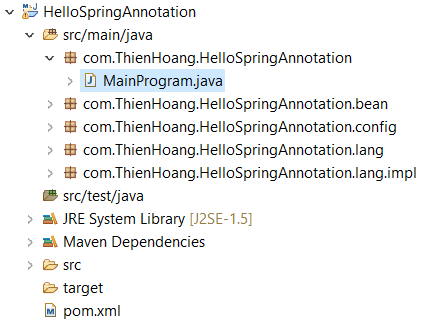 HelloSpringAnnotation
src/main/java
com.ThienHoang.HelloSpringAnnotation
MainProgram.java
com.ThienHoang.HelloSpringAnnotation.bean
com.ThienHoang.HelloSpringAnnotation.config
com.ThienHoang.HelloSpringAnnotation.lang
com.ThienHoang.HelloSpringAnnotation.lang.impl
src/test/java
JRE System Library [J2SE-1.5]
Maven Dependencies
src
target
pom.xml